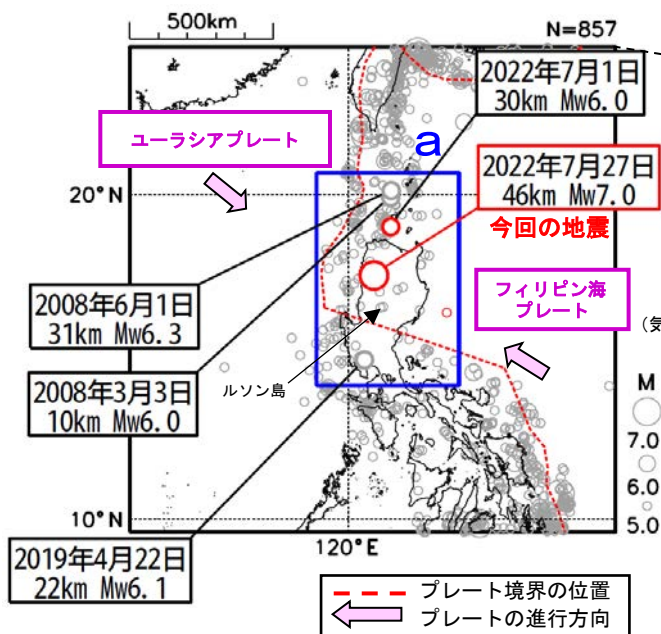 500km
N=857
2022年7月1日
30km Mw6.0
ユーラシアプレート
a
2022年7月27日
46km Mw7.0
20°N
今回の地震
2008年6月1日
31km Mw6.3
フィリピン海
プレート
(気
ルソン島
2008年3月3日
10km Mw6.0
M
7.0
6.0
5.0
10°N
120°E
2019年4月22日
22km Mw6.1
プレート境界の位置
プレートの進行方向